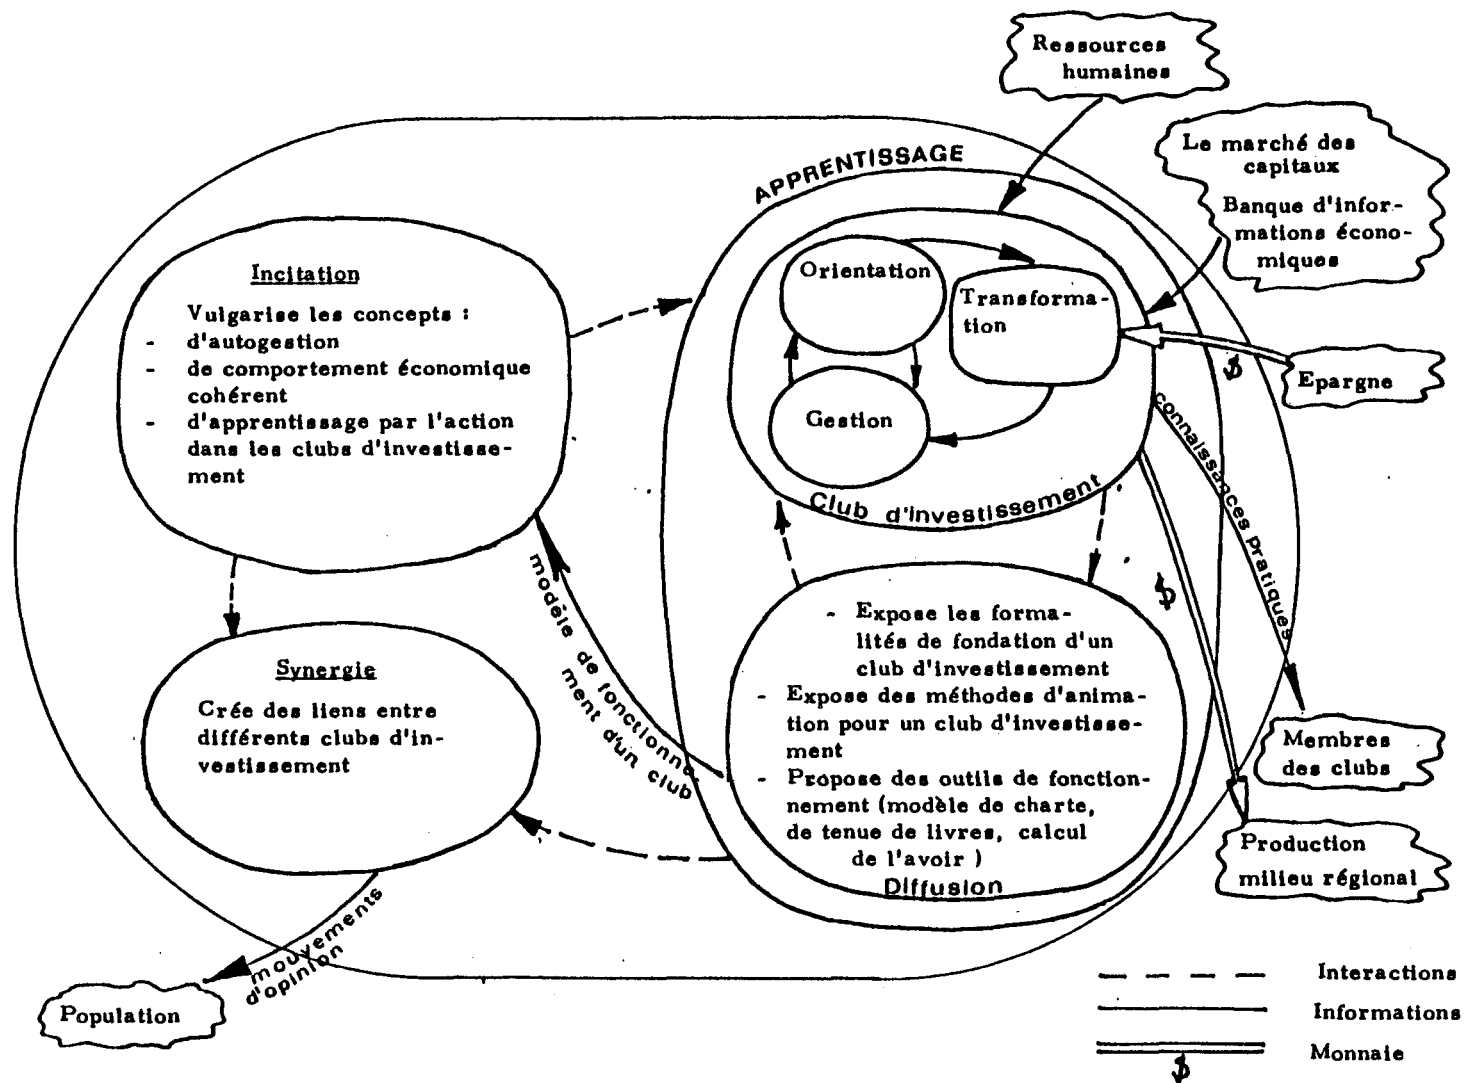 Ressources
humaines
Le marché des
capitaux
Banque d'infor-
mations écono-
miques
APPRENTISSAGE
Incitation
Vulgarise les concepts :
- d'autogestion
- de comportement économique
cohérent
- d'apprentissage par l'action
dans les clubs d'investisse-
ment
Orientation
Transforma-
tion
Gestion
Club d'investissement
$
Epargne
connaissances pratiques
$
modèle de fonctionne
ment d'un club
Synergie
Crée des liens entre
différents clubs d'in-
vestissement
- Expose les forma-
lités de fondation d'un
club d'investissement
- Expose des méthodes d'anima-
tion pour un club d'investisse-
ment
- Propose des outils de fonction-
nement (modèle de charte,
de tenue de livres, calcul
de l'avoir )
Diffusion
Membres
des clubs
Production
milieu régional
mouvements
d'opinion
Population
Interactions
Informations
Monnaie
$